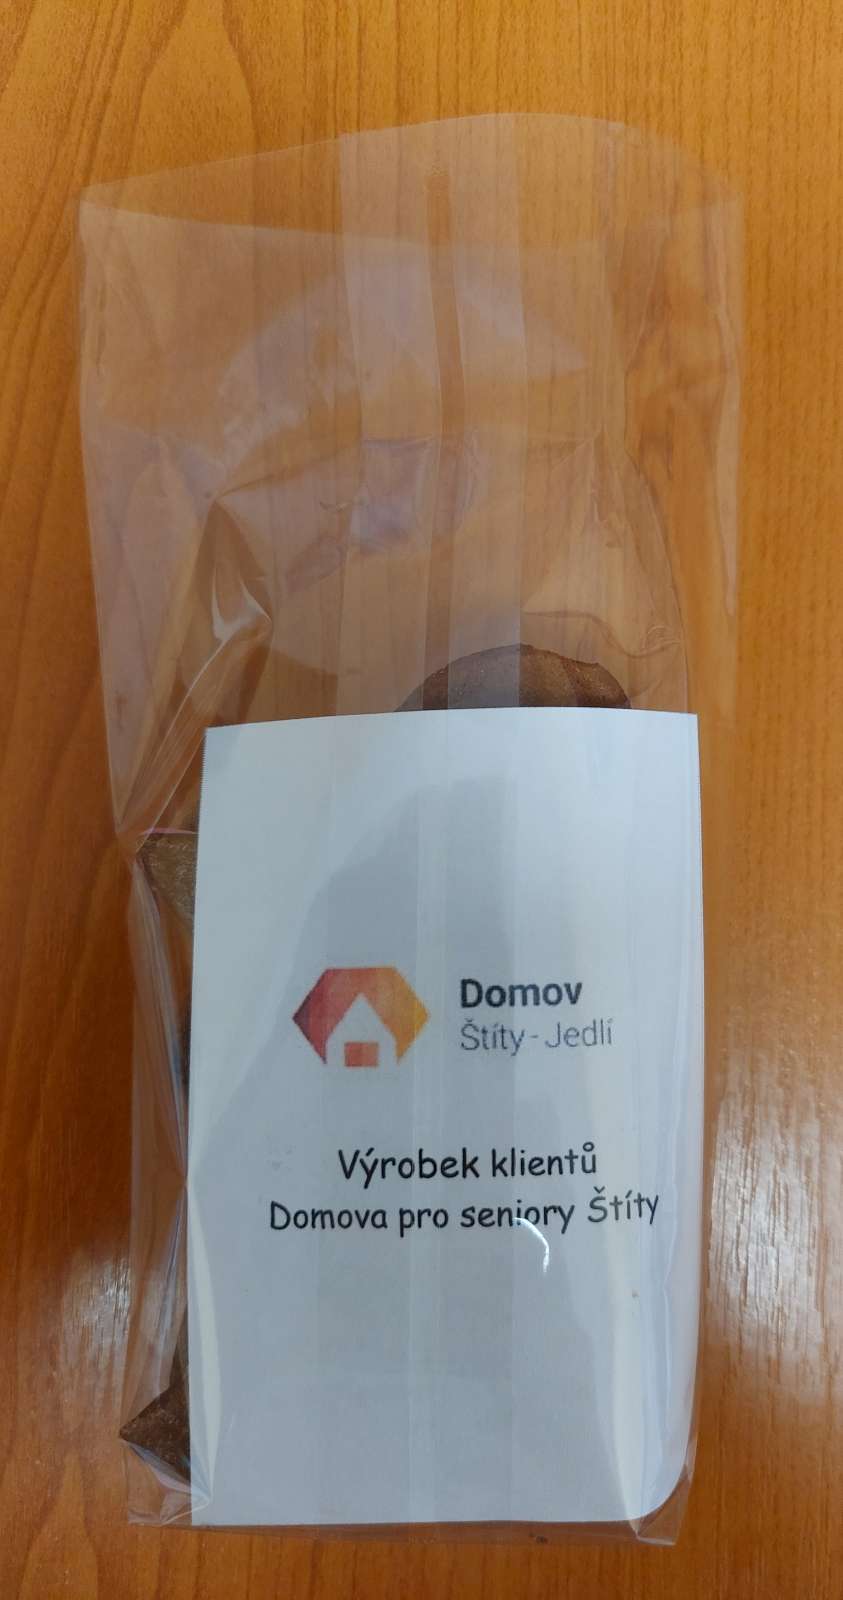 Domov
Štíty - Jedlí
Výrobek klientů
Domova pro seniory Štíty